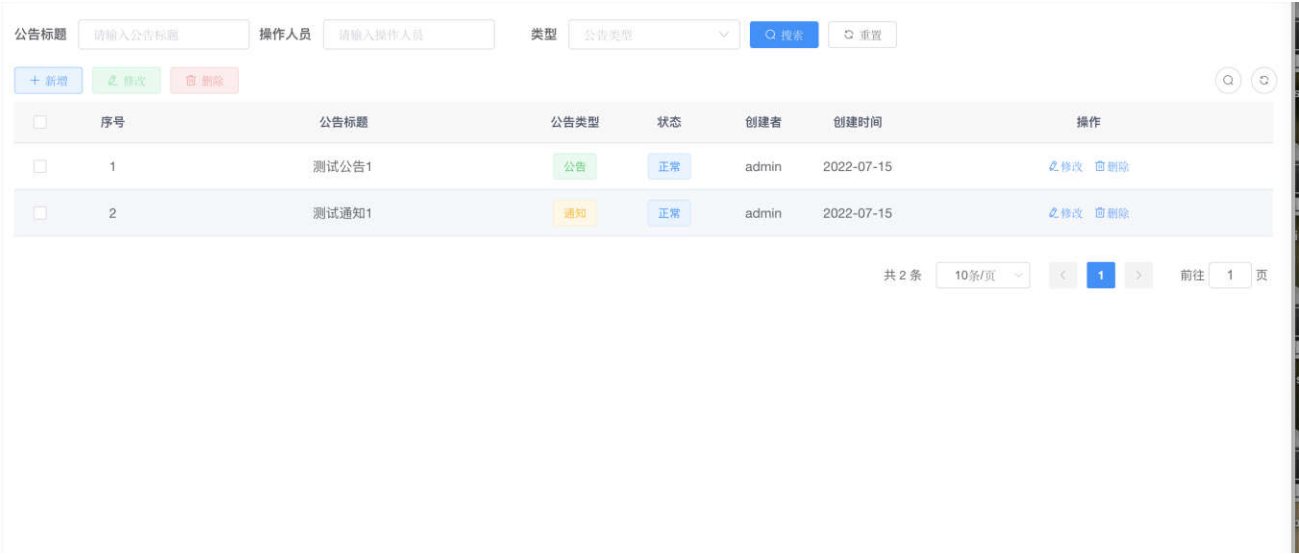 公告标题 请输入公告标题 操作人员 请输入操作人员 类型 公告类型 搜索 重置
新增 修改 删除
序号 公告标题 公告类型 状态 创建者 创建时间 操作
1 测试公告1 公告 正常 admin 2022-07-15 修改 删除
2 测试通知1 通知 正常 admin 2022-07-15 修改 删除
共 2 条 10条/页 1 前往 1 页